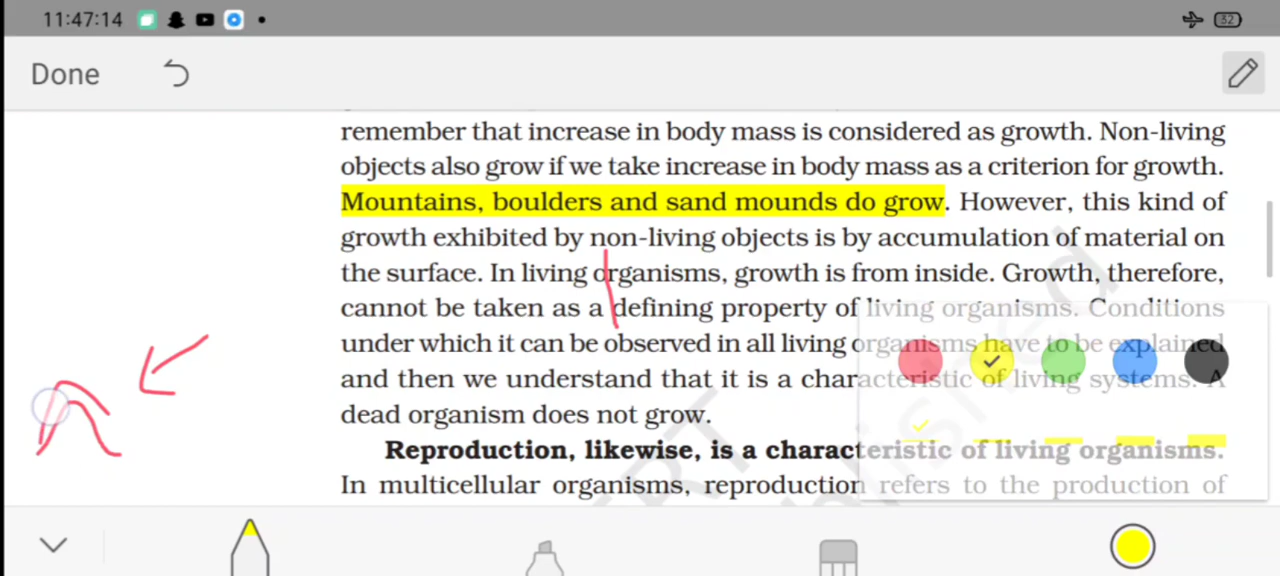 11:47:14
32
Done
remember that increase in body mass is considered as growth. Non-living
objects also grow if we take increase in body mass as a criterion for growth.
Mountains, boulders and sand mounds do grow. However, this kind of
growth exhibited by non-living objects is by accumulation of material on
the surface. In living organisms, growth is from inside. Growth, therefore,
cannot be taken as a defining property of living organisms. Conditions
under which it can be observed in all living organisms have to be explained
and then we understand that it is a characteristic of living systems. A
dead organism does not grow.
Reproduction, likewise, is a characteristic of living organisms.
In multicellular organisms, reproduction refers to the production of